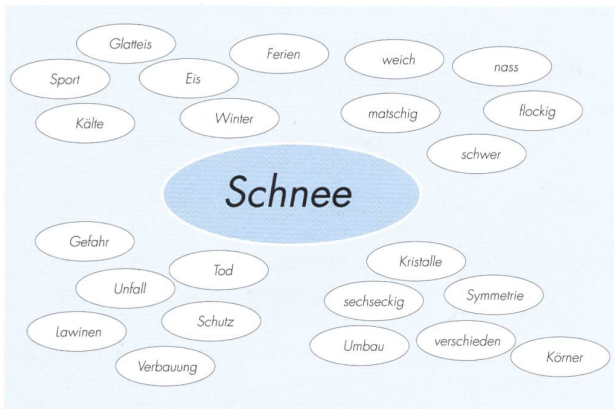 Glatteis
Ferien
weich
nass
Sport
Eis
flockig
Kälte
Winter
matschig
schwer
Schnee
Gefahr
Tod
Unfall
Lawinen
Schutz
Verbauung
Kristalle
sechseckig
Symmetrie
Umbau
verschieden
Körner